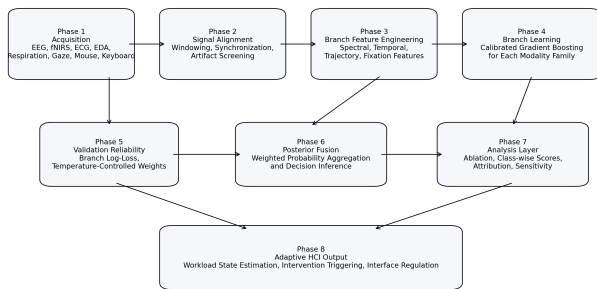 Phase 1
Acquisition
EEG, fNIRS, ECG, EDA,
Respiration, Gaze, Mouse, Keyboard
Phase 2
Signal Alignment
Windowing, Synchronization,
Artifact Screening
Phase 3
Branch Feature Engineering
Spectral, Temporal,
Trajectory, Fixation Features
Phase 4
Branch Learning
Calibrated Gradient Boosting
for Each Modality Family
Phase 5
Validation Reliability
Branch Log-Loss,
Temperature-Controlled Weights
Phase 6
Posterior Fusion
Weighted Probability Aggregation
and Decision Inference
Phase 7
Analysis Layer
Ablation, Class-wise Scores,
Attribution, Sensitivity
Phase 8
Adaptive HCI Output
Workload State Estimation, Intervention Triggering, Interface Regulation